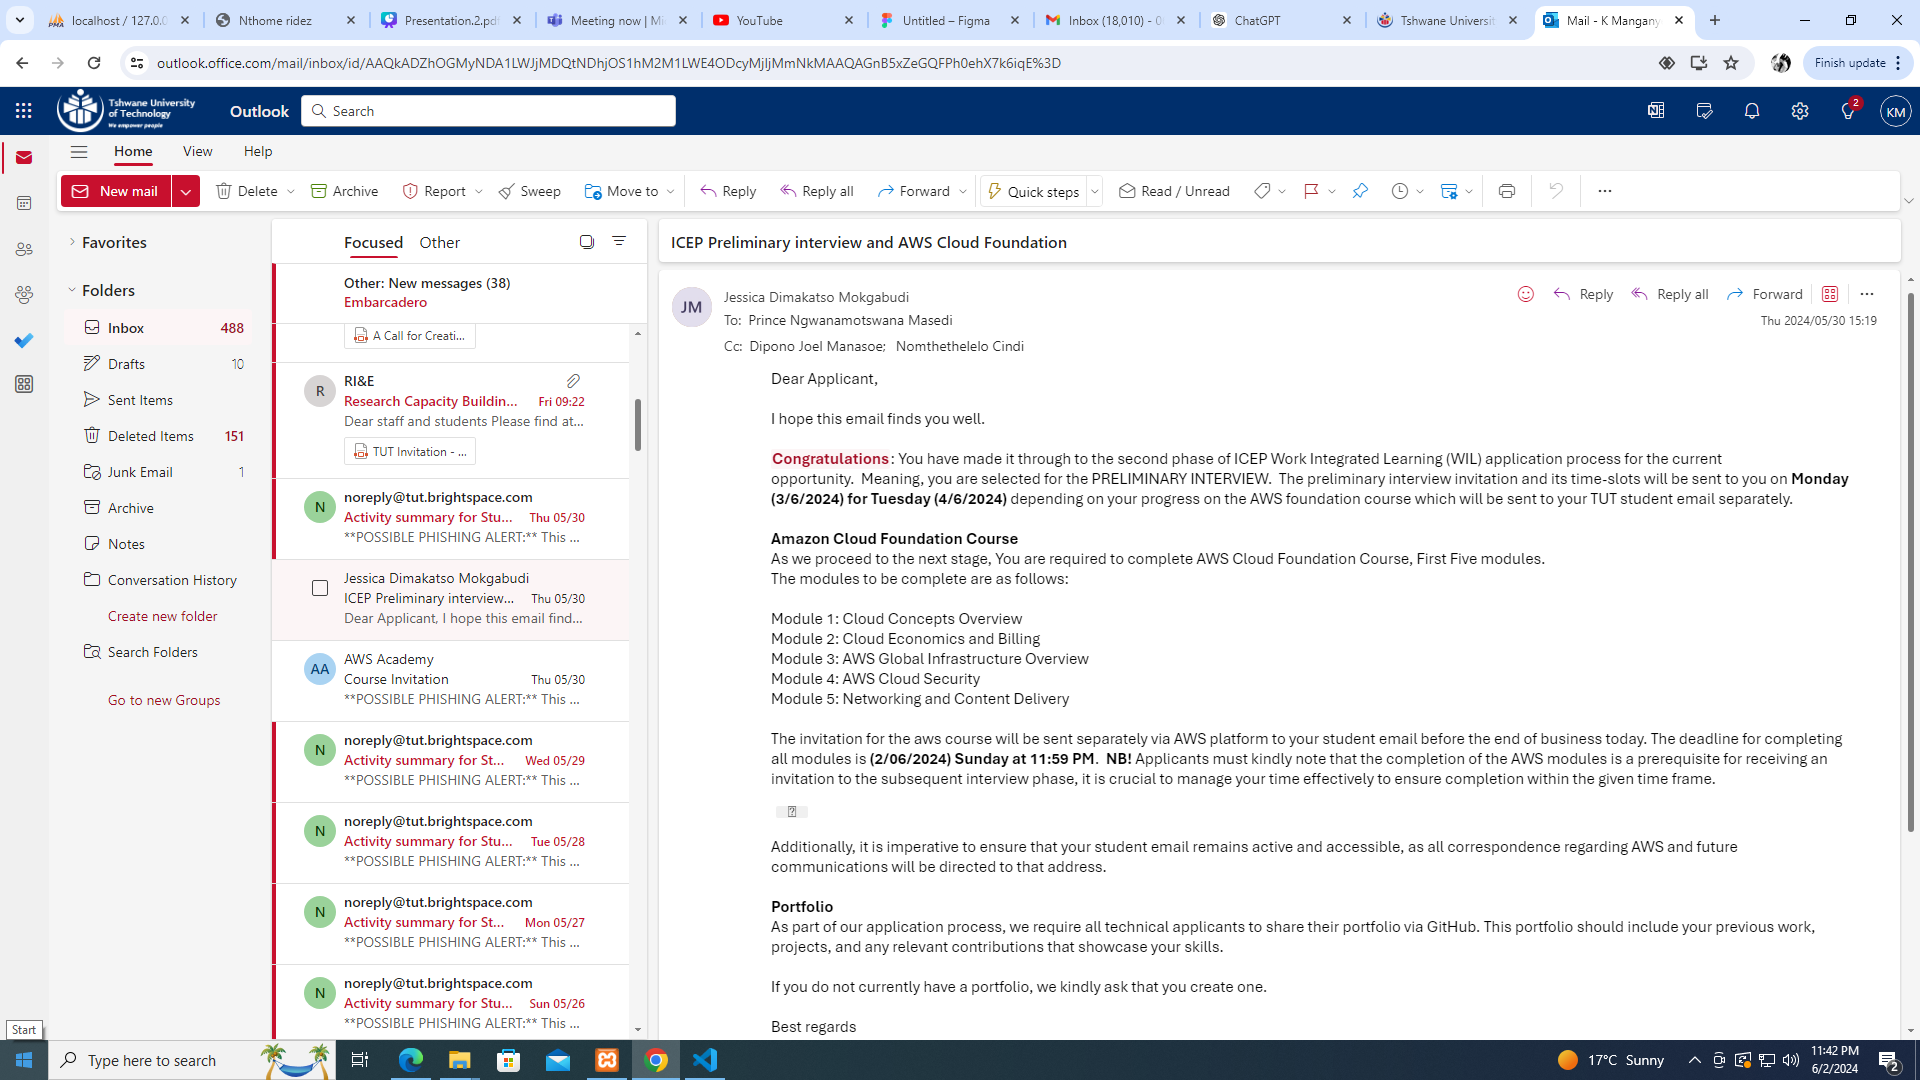 localhost / 127.0.0
Nthome ridez
Presentation.2.pdf
Meeting now | Mi
YouTube
Untitled – Figma
Inbox (18,010) - 0
ChatGPT
Tshwane Universit
Mail - K Mangany
outlook.office.com/mail/inbox/id/AAQkADZhOGMyNDA1LWJjMDQtNDhjOS1hM2M1LWE4ODcyMjljMmNkMAAQAGnB5xZeGQFPh0ehX7k6iqE%3D
Finish update
Tshwane University of Technology
We empower people
Outlook
Search
2
KM
Home View Help
New mail
Delete
Archive
Report
Sweep
Move to
Reply
Reply all
Forward
Quick steps
Read / Unread
Favorites
Folders
Inbox 488
Drafts 10
Sent Items
Deleted Items 151
Junk Email 1
Archive
Notes
Conversation History
Create new folder
Search Folders
Go to new Groups
Focused Other
Other: New messages (38)
Embarcadero
A Call for Creati...
R
RI&E
Research Capacity Buildin... Fri 09:22
Dear staff and students Please find at...
TUT Invitation - ...
N
noreply@tut.brightspace.com
Activity summary for Stu... Thu 05/30
**POSSIBLE PHISHING ALERT:** This ...
Jessica Dimakatso Mokgabudi
ICEP Preliminary interview... Thu 05/30
Dear Applicant, I hope this email find...
AA
AWS Academy
Course Invitation Thu 05/30
**POSSIBLE PHISHING ALERT:** This ...
N
noreply@tut.brightspace.com
Activity summary for St... Wed 05/29
**POSSIBLE PHISHING ALERT:** This ...
N
noreply@tut.brightspace.com
Activity summary for Stu... Tue 05/28
**POSSIBLE PHISHING ALERT:** This ...
N
noreply@tut.brightspace.com
Activity summary for St... Mon 05/27
**POSSIBLE PHISHING ALERT:** This ...
N
noreply@tut.brightspace.com
Activity summary for Stu... Sun 05/26
**POSSIBLE PHISHING ALERT:** This ...
ICEP Preliminary interview and AWS Cloud Foundation
JM
Jessica Dimakatso Mokgabudi
Reply
Reply all
Forward
To: Prince Ngwanamotswana Masedi
Thu 2024/05/30 15:19
Cc: Dipono Joel Manasoe; Nomthethelelo Cindi
Dear Applicant,
I hope this email finds you well.
Congratulations: You have made it through to the second phase of ICEP Work Integrated Learning (WIL) application process for the current
opportunity. Meaning, you are selected for the PRELIMINARY INTERVIEW. The preliminary interview invitation and its time-slots will be sent to you on Monday
(3/6/2024) for Tuesday (4/6/2024) depending on your progress on the AWS foundation course which will be sent to your TUT student email separately.
Amazon Cloud Foundation Course
As we proceed to the next stage, You are required to complete AWS Cloud Foundation Course, First Five modules.
The modules to be complete are as follows:
Module 1: Cloud Concepts Overview
Module 2: Cloud Economics and Billing
Module 3: AWS Global Infrastructure Overview
Module 4: AWS Cloud Security
Module 5: Networking and Content Delivery
The invitation for the aws course will be sent separately via AWS platform to your student email before the end of business today. The deadline for completing
all modules is (2/06/2024) Sunday at 11:59 PM. NB! Applicants must kindly note that the completion of the AWS modules is a prerequisite for receiving an
invitation to the subsequent interview phase, it is crucial to manage your time effectively to ensure completion within the given time frame.
Additionally, it is imperative to ensure that your student email remains active and accessible, as all correspondence regarding AWS and future
communications will be directed to that address.
Portfolio
As part of our application process, we require all technical applicants to share their portfolio via GitHub. This portfolio should include your previous work,
projects, and any relevant contributions that showcase your skills.
If you do not currently have a portfolio, we kindly ask that you create one.
Best regards
Start
Type here to search
17°C Sunny
11:42 PM
6/2/2024
2